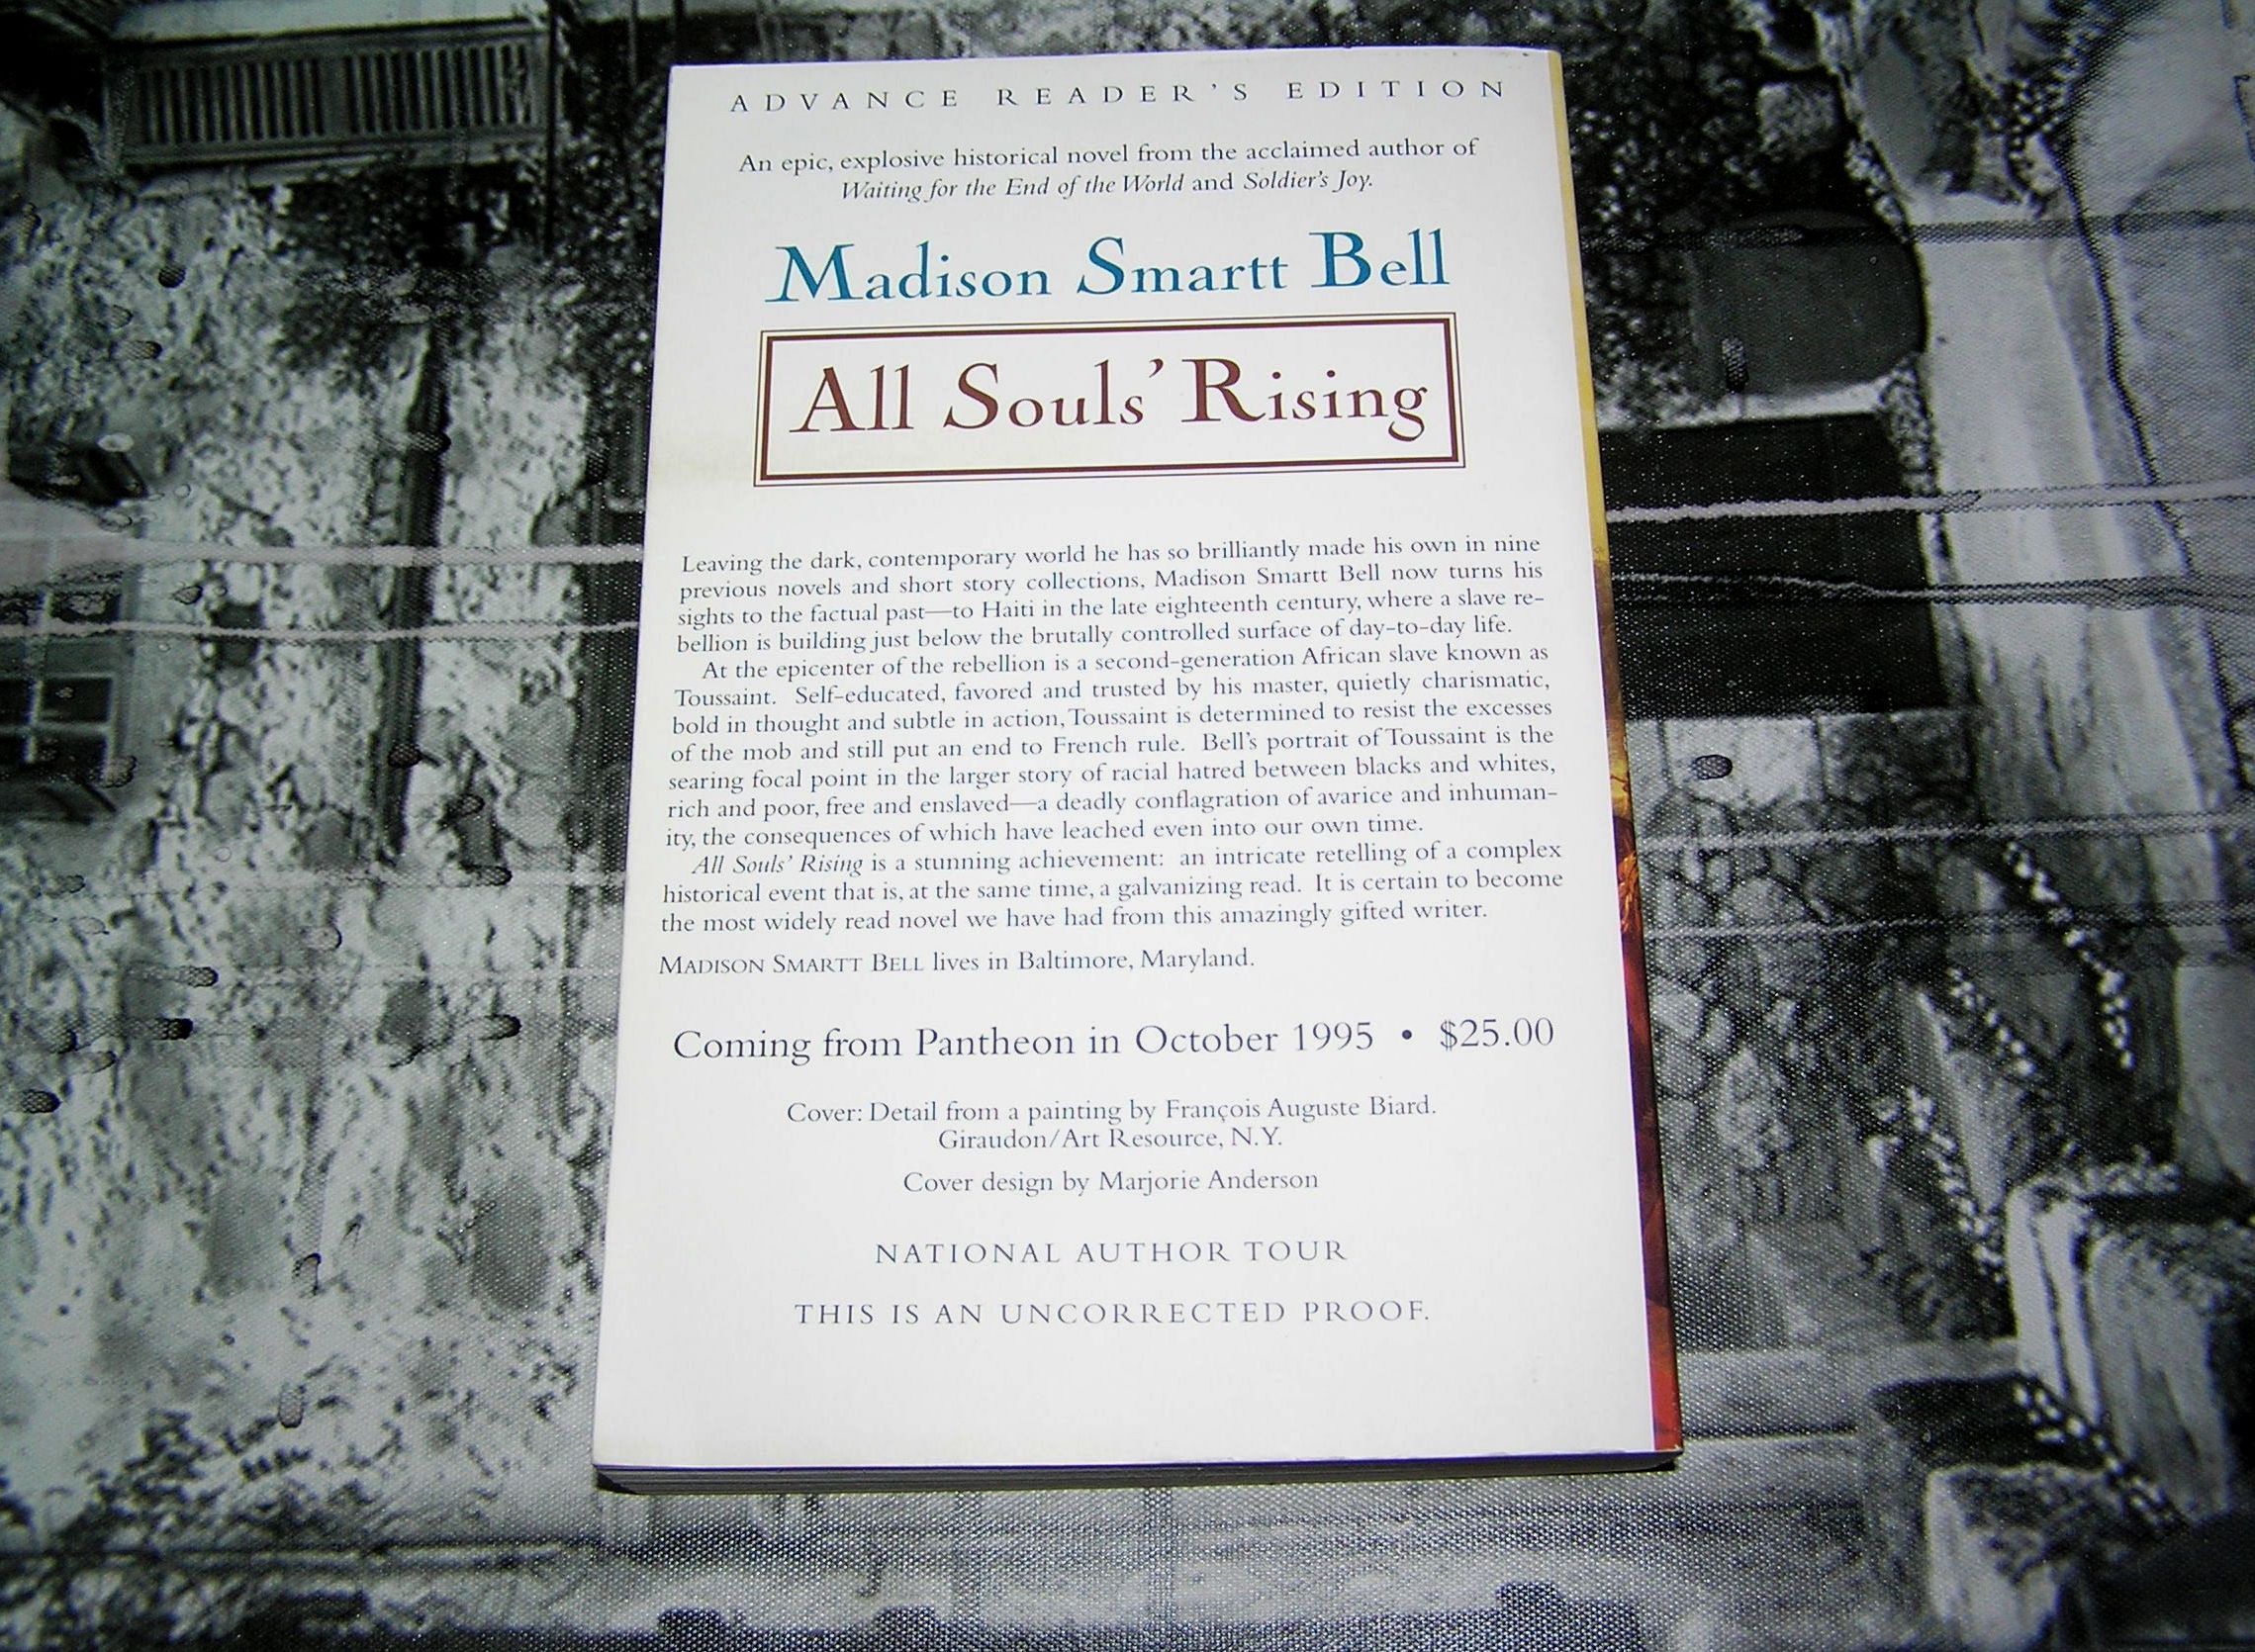 ADVANCE READER'S EDITION
An epic, explosive historical novel from the acclaimed author of
Waiting for the End of the World and Soldier's Joy.
Madison Smartt Bell
All Souls' Rising
Leaving the dark, contemporary world he has so brilliantly made his own in nine
previous novels and short story collections, Madison Smartt Bell now turns his
sights to the factual past—to Haiti in the late eighteenth century, where a slave re-
bellion is building just below the brutally controlled surface of day-to-day life.
At the epicenter of the rebellion is a second-generation African slave known as
Toussaint. Self-educated, favored and trusted by his master, quietly charismatic,
bold in thought and subtle in action, Toussaint is determined to resist the excesses
of the mob and still put an end to French rule. Bell's portrait of Toussaint is the
searing focal point in the larger story of racial hatred between blacks and whites,
rich and poor, free and enslaved—a deadly conflagration of avarice and inhuman-
ity, the consequences of which have leached even into our own time.
All Souls' Rising is a stunning achievement: an intricate retelling of a complex
historical event that is, at the same time, a galvanizing read. It is certain to become
the most widely read novel we have had from this amazingly gifted writer.
MADISON SMARTT BELL lives in Baltimore, Maryland.
Coming from Pantheon in October 1995 • $25.00
Cover: Detail from a painting by François Auguste Biard.
Giraudon/Art Resource, N.Y.
Cover design by Marjorie Anderson
NATIONAL AUTHOR TOUR
THIS IS AN UNCORRECTED PROOF.